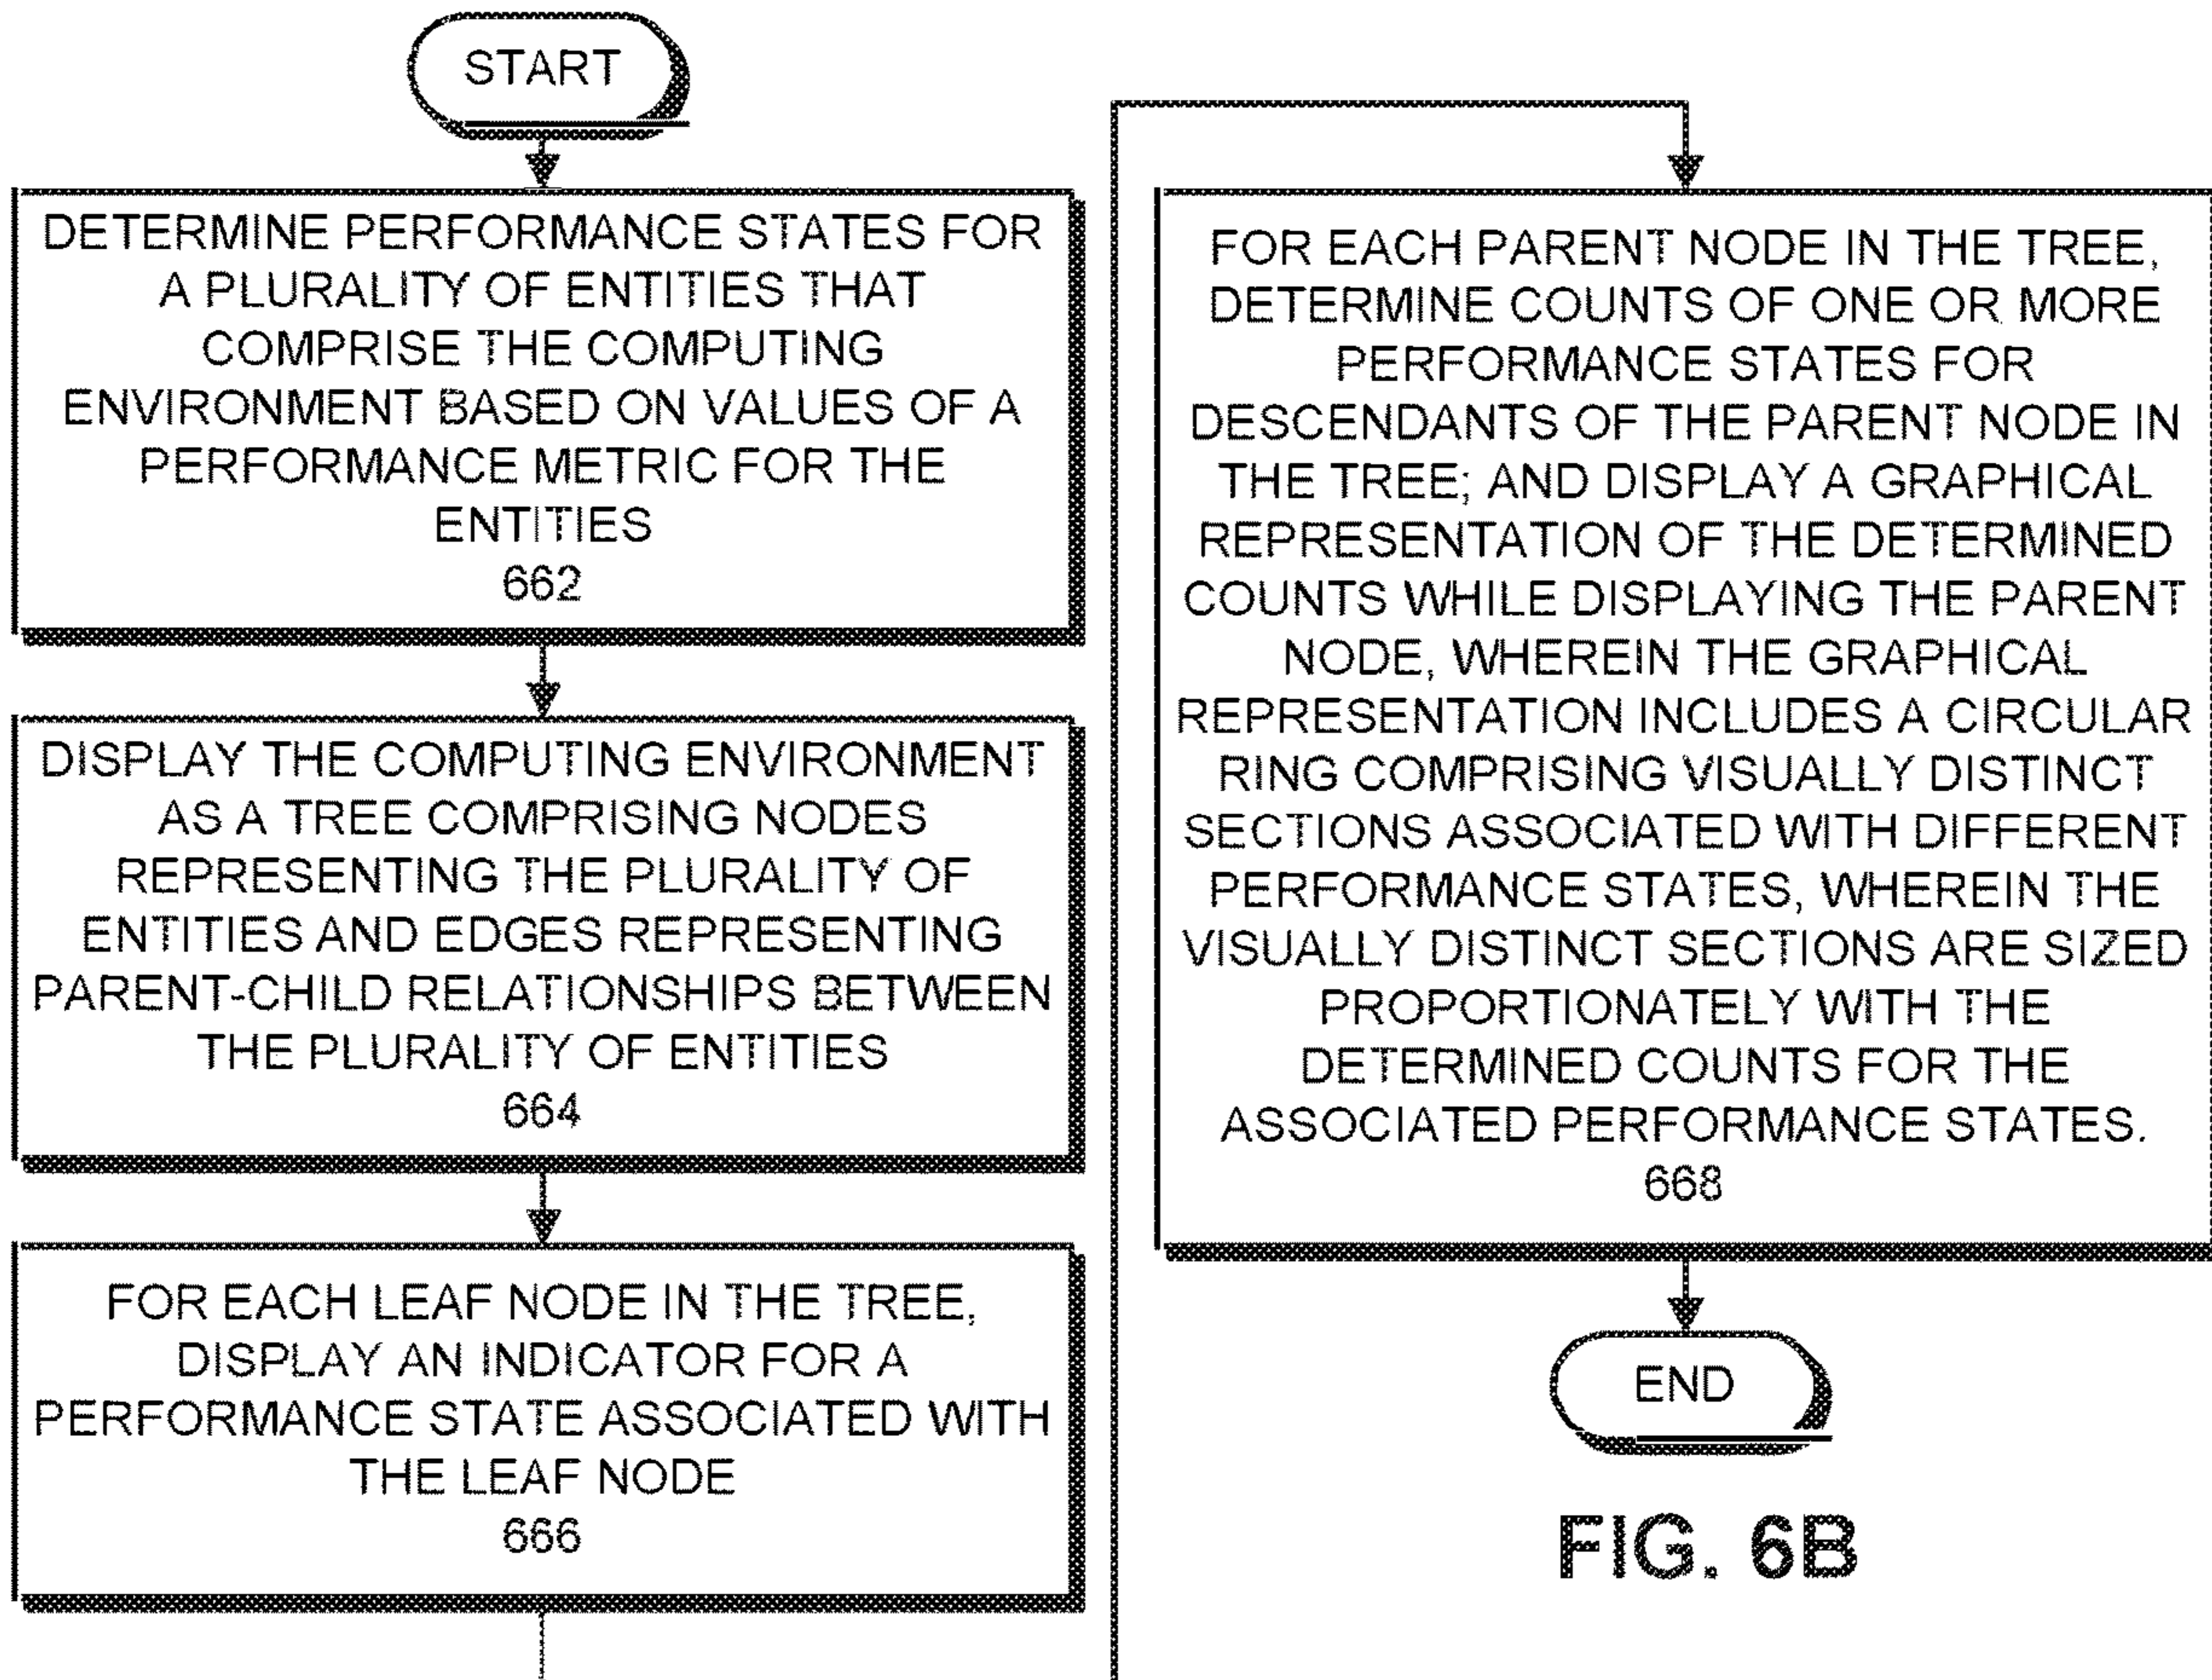 START
DETERMINE PERFORMANCE STATES FOR
A PLURALITY OF ENTITIES THAT
COMPRISE THE COMPUTING
ENVIRONMENT BASED ON VALUES OF A
PERFORMANCE METRIC FOR THE
ENTITIES
662
DISPLAY THE COMPUTING ENVIRONMENT
AS A TREE COMPRISING NODES
REPRESENTING THE PLURALITY OF
ENTITIES AND EDGES REPRESENTING
PARENT-CHILD RELATIONSHIPS BETWEEN
THE PLURALITY OF ENTITIES
664
FOR EACH LEAF NODE IN THE TREE,
DISPLAY AN INDICATOR FOR A
PERFORMANCE STATE ASSOCIATED WITH
THE LEAF NODE
666
FOR EACH PARENT NODE IN THE TREE,
DETERMINE COUNTS OF ONE OR MORE
PERFORMANCE STATES FOR
DESCENDANTS OF THE PARENT NODE IN
THE TREE; AND DISPLAY A GRAPHICAL
REPRESENTATION OF THE DETERMINED
COUNTS WHILE DISPLAYING THE PARENT
NODE, WHEREIN THE GRAPHICAL
REPRESENTATION INCLUDES A CIRCULAR
RING COMPRISING VISUALLY DISTINCT
SECTIONS ASSOCIATED WITH DIFFERENT
PERFORMANCE STATES, WHEREIN THE
VISUALLY DISTINCT SECTIONS ARE SIZED
PROPORTIONATELY WITH THE
DETERMINED COUNTS FOR THE
ASSOCIATED PERFORMANCE STATES.
668
END
FIG. 6B